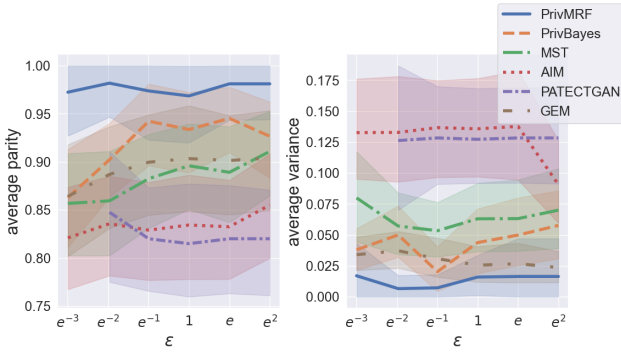 PrivMRF
PrivBayes
MST
AIM
PATECTGAN
GEM
average parity
1.00
0.95
0.90
0.85
0.80
0.75
e⁻³ e⁻² e⁻¹ 1 e e²
ε
average variance
0.175
0.150
0.125
0.100
0.075
0.050
0.025
0.000
e⁻³ e⁻² e⁻¹ 1 e e²
ε